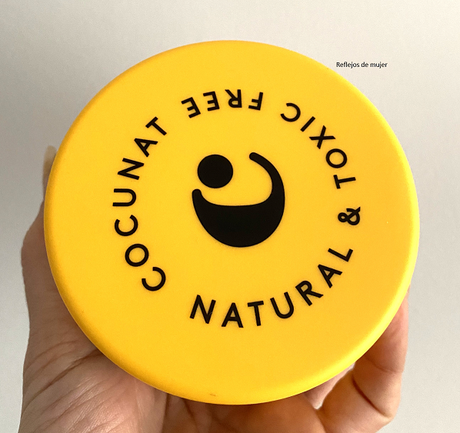 Reflejos de mujer
COCUNAT
NATURAL & TOXIC FREE